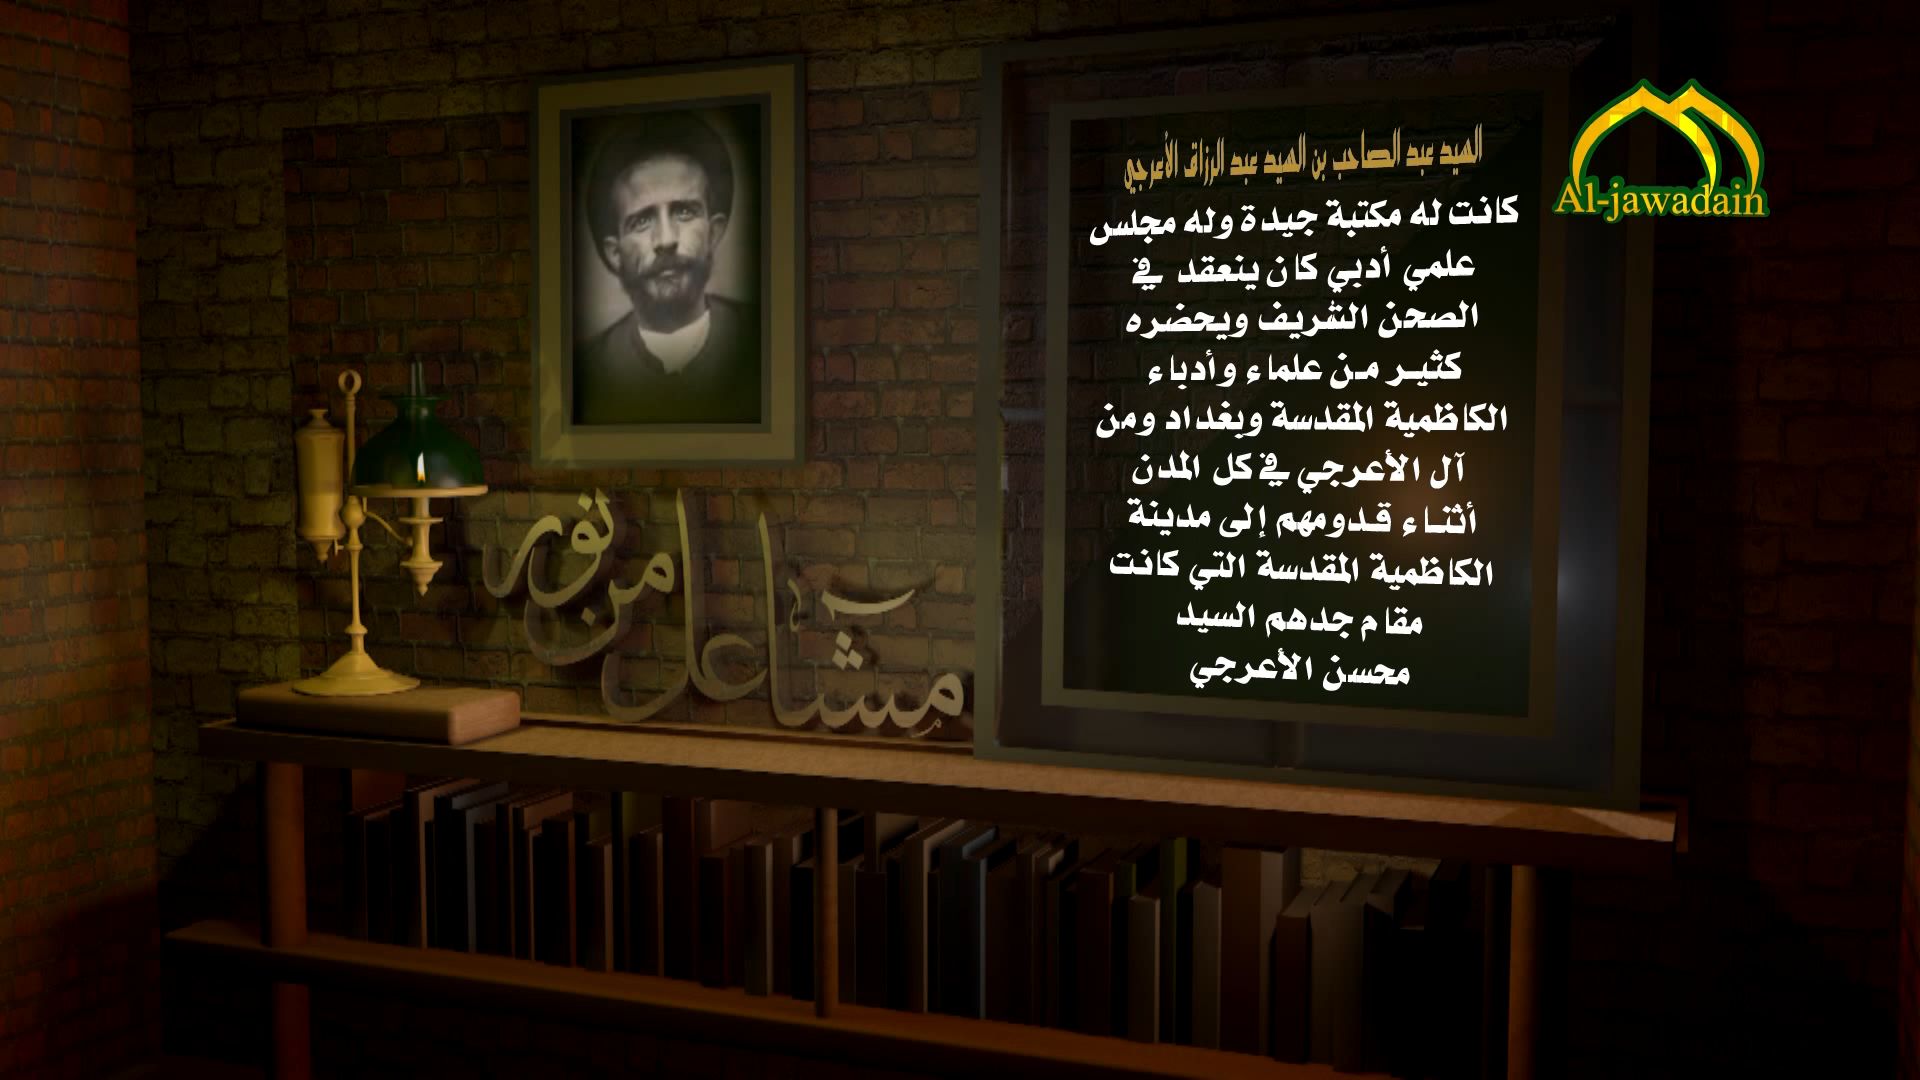 السيد عبد الصاحب بن السيد عبد الرزاق الأعرجي
كانت له مكتبة جيدة وله مجلس
علمي أدبي كان ينعقد في
الصحن الشريف ويحضره
كثير من علماء وأدباء
الكاظمية المقدسة وبغداد ومن
آل الأعرجي في كل المدن
أثناء قدومهم إلى مدينة
الكاظمية المقدسة التي كانت
مقام جدهم السيد
محسن الأعرجي
Al-jawadain
مشاعل من نور